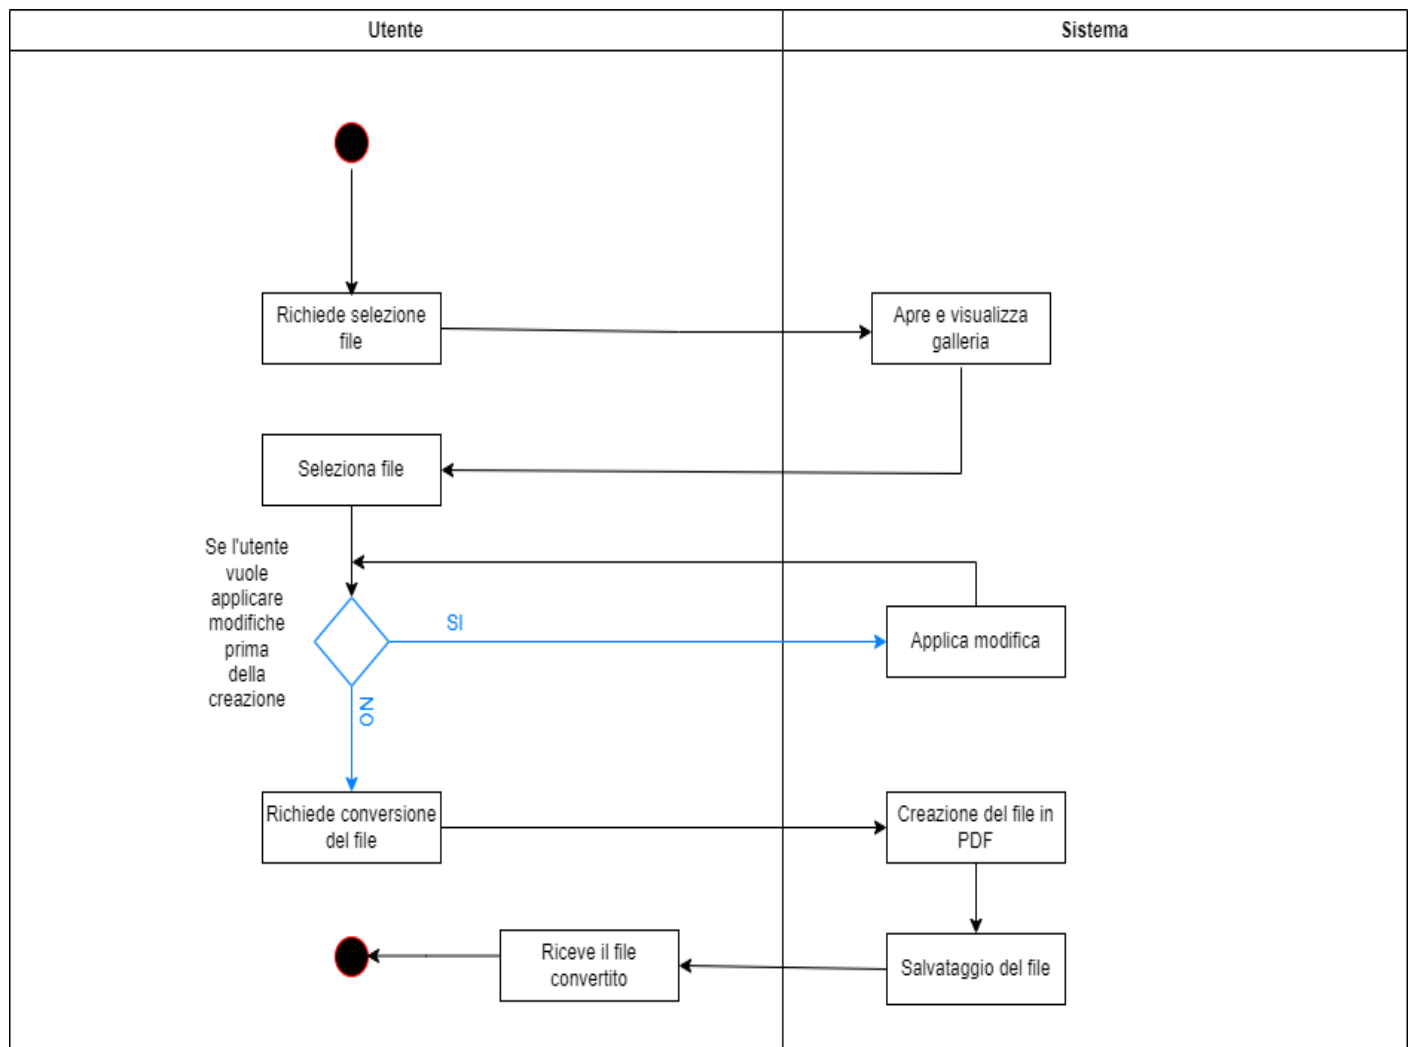 Utente
Sistema
Richiede selezione
file
Apre e visualizza
galleria
Seleziona file
Se l'utente
vuole
applicare
modifiche
prima
della
creazione
SI
Applica modifica
NO
Richiede conversione
del file
Creazione del file in
PDF
Riceve il file
convertito
Salvataggio del file